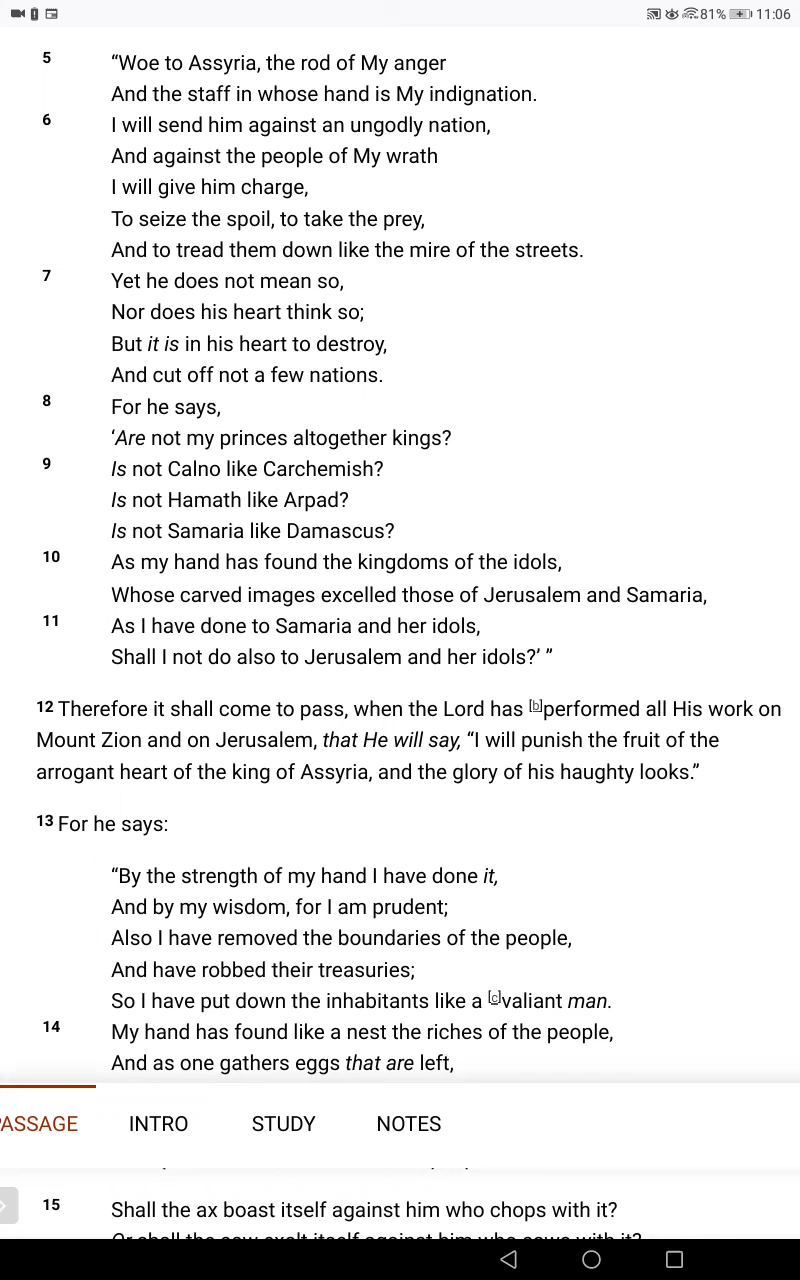 81% 11:06
5 “Woe to Assyria, the rod of My anger
And the staff in whose hand is My indignation.
6 I will send him against an ungodly nation,
And against the people of My wrath
I will give him charge,
To seize the spoil, to take the prey,
And to tread them down like the mire of the streets.
7 Yet he does not mean so,
Nor does his heart think so;
But it is in his heart to destroy,
And cut off not a few nations.
8 For he says,
‘Are not my princes altogether kings?
9 Is not Calno like Carchemish?
Is not Hamath like Arpad?
Is not Samaria like Damascus?
10 As my hand has found the kingdoms of the idols,
Whose carved images excelled those of Jerusalem and Samaria,
11 As I have done to Samaria and her idols,
Shall I not do also to Jerusalem and her idols?’ ”
12 Therefore it shall come to pass, when the Lord has [b]performed all His work on
Mount Zion and on Jerusalem, that He will say, “I will punish the fruit of the
arrogant heart of the king of Assyria, and the glory of his haughty looks.”
13 For he says:
“By the strength of my hand I have done it,
And by my wisdom, for I am prudent;
Also I have removed the boundaries of the people,
And have robbed their treasuries;
So I have put down the inhabitants like a [c]valiant man.
14 My hand has found like a nest the riches of the people,
And as one gathers eggs that are left,
PASSAGE INTRO STUDY NOTES
15 Shall the ax boast itself against him who chops with it?
Or shall the saw exalt itself against him who saws with it?